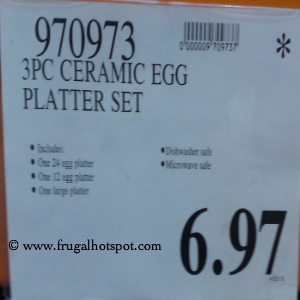 970973
0000009709737
*
3PC CERAMIC EGG
PLATTER SET
• Includes:
• One 24 egg platter
• One 12 egg platter
• One large platter
• Dishwasher safe
• Microwave safe
6.97
© www.frugalhotspot.com